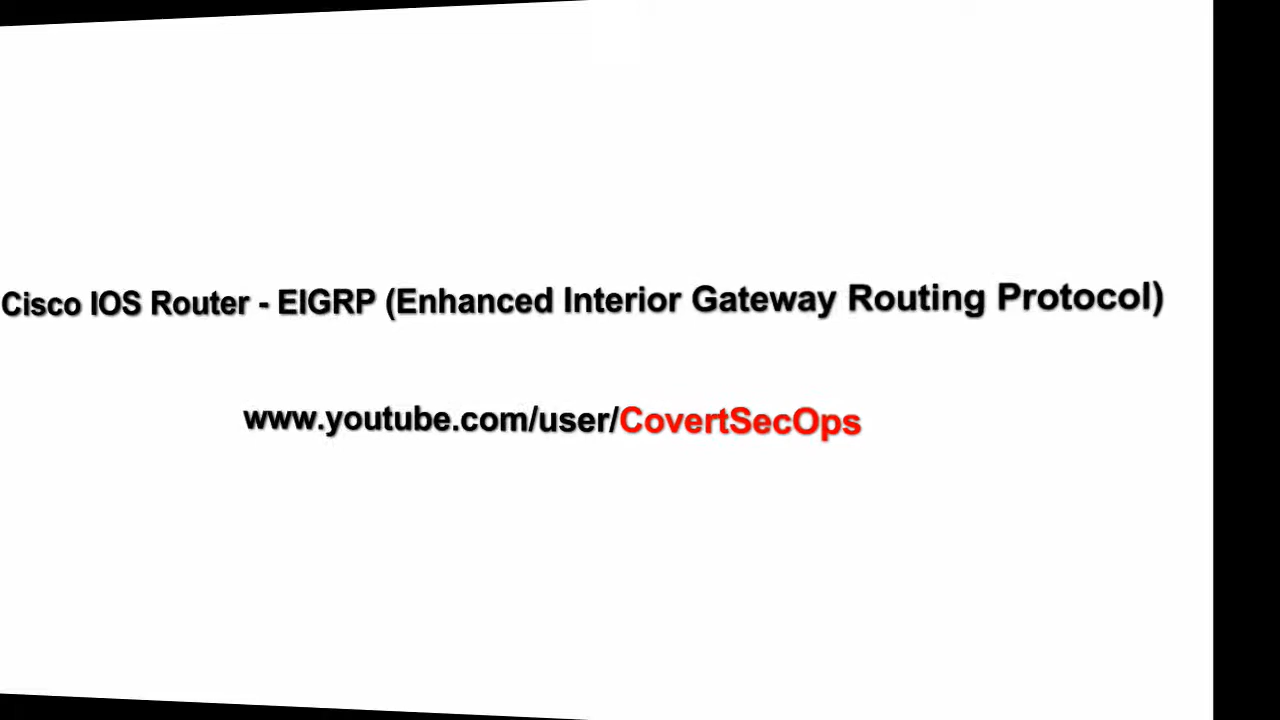 Cisco IOS Router - EIGRP (Enhanced Interior Gateway Routing Protocol)
www.youtube.com/user/CovertSecOps